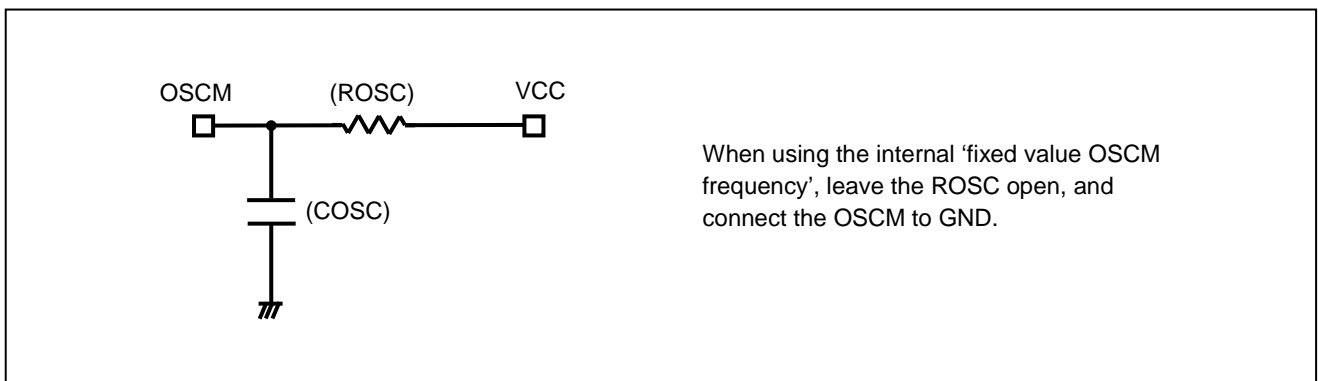 OSCM (ROSC) VCC
(COSC)
When using the internal ‘fixed value OSCM
frequency’, leave the ROSC open, and
connect the OSCM to GND.